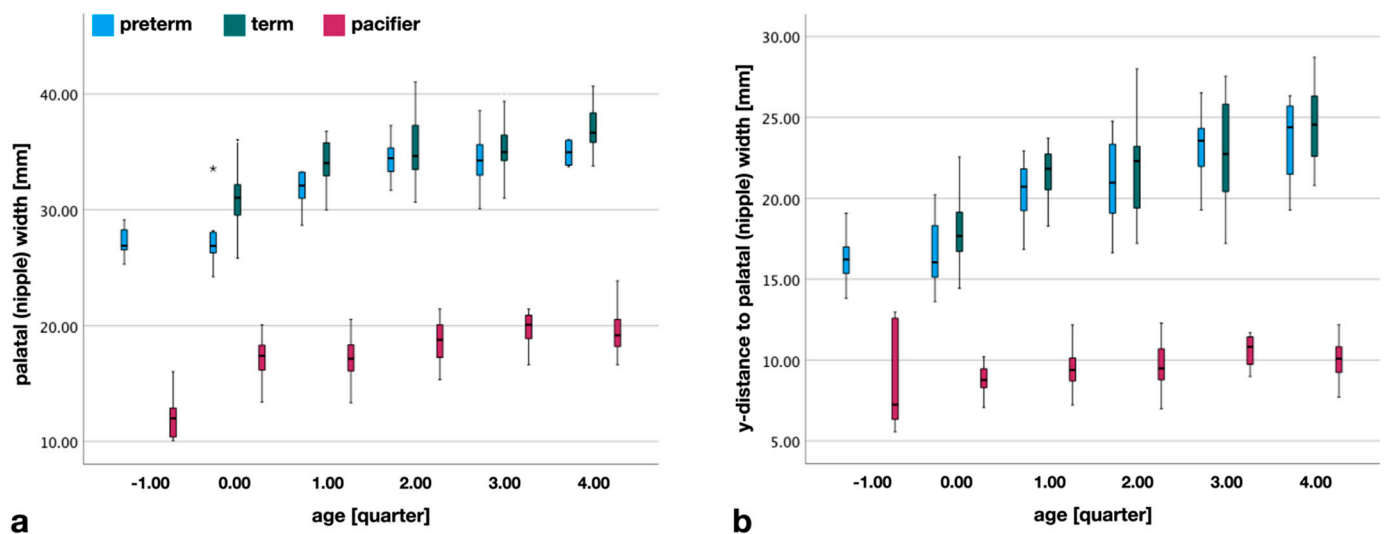 preterm term pacifier
palatal (nipple) width [mm]
40.00
30.00
20.00
10.00
-1.00 0.00 1.00 2.00 3.00 4.00
age [quarter]
a
y-distance to palatal (nipple) width [mm]
30.00
25.00
20.00
15.00
10.00
5.00
-1.00 0.00 1.00 2.00 3.00 4.00
age [quarter]
b